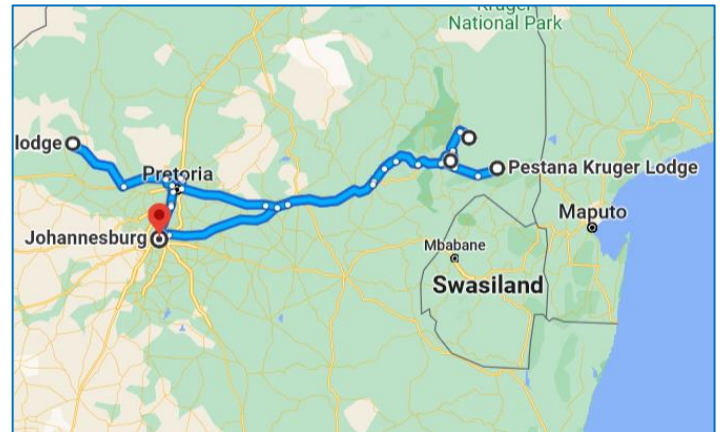 Kruger
National Park
lodge
Pretoria
Pestana Kruger Lodge
Johannesburg
Maputo
Mbabane
Swasiland